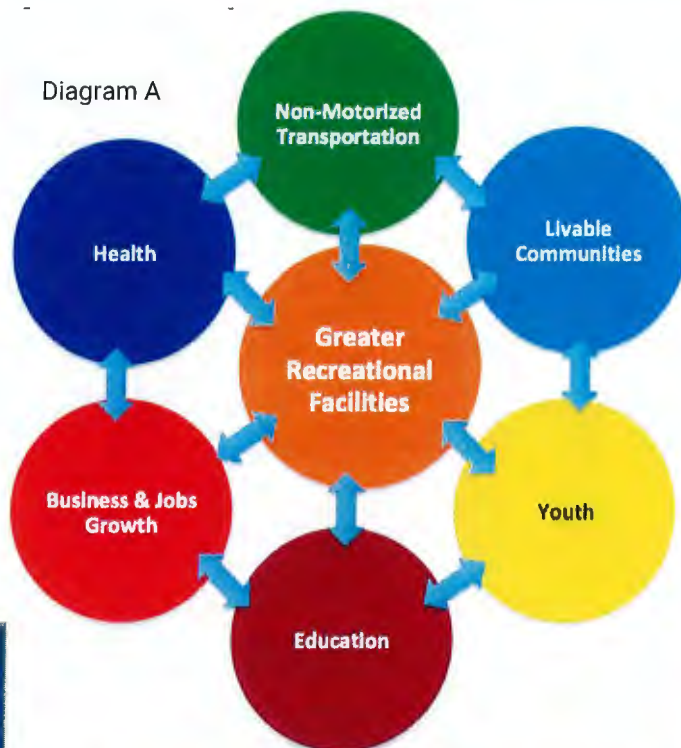 Diagram A
Non-Motorized
Transportation
Health
Livable
Communities
Greater
Recreational
Facilities
Business & Jobs
Growth
Youth
Education